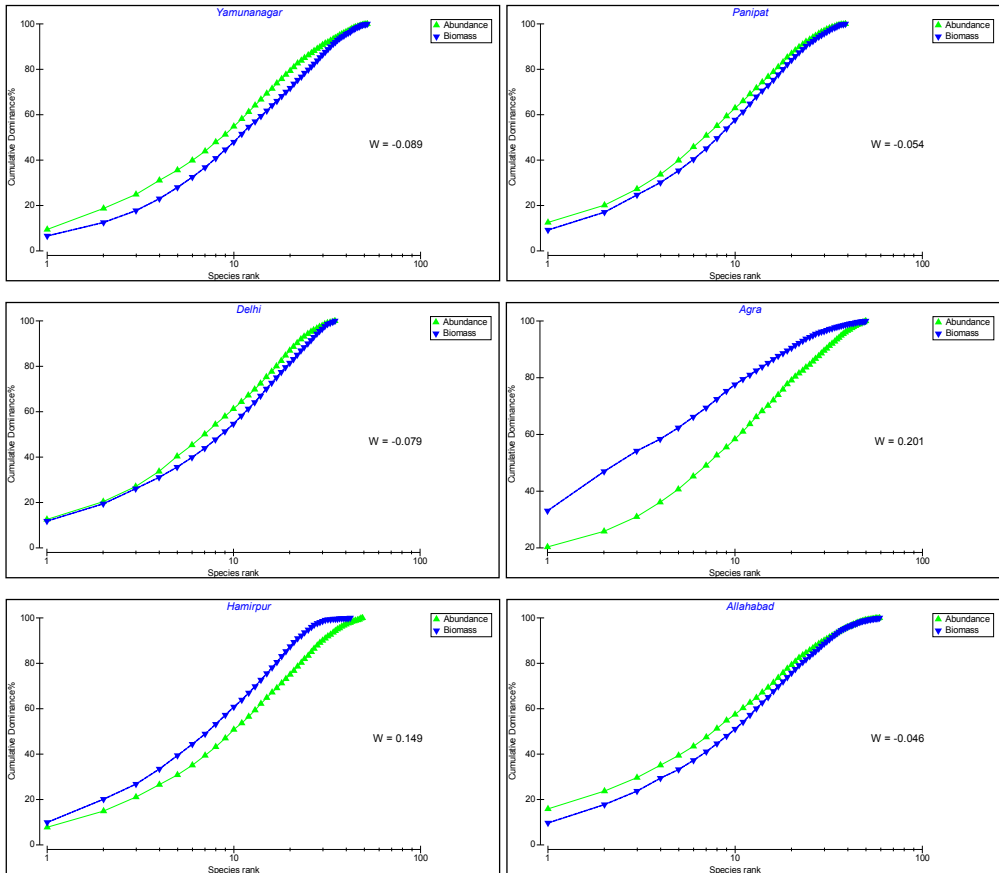 Yamunanagar
Abundance
Biomass
Cumulative Dominance%
100
80
60
40
20
0
W = -0.089
1
10
100
Species rank
Panipat
Abundance
Biomass
Cumulative Dominance%
100
80
60
40
20
0
W = -0.054
1
10
100
Species rank
Delhi
Abundance
Biomass
Cumulative Dominance%
100
80
60
40
20
0
W = -0.079
1
10
100
Species rank
Agra
Abundance
Biomass
Cumulative Dominance%
100
80
60
40
20
W = 0.201
1
10
100
Species rank
Hamirpur
Abundance
Biomass
Cumulative Dominance%
100
80
60
40
20
0
W = 0.149
1
10
100
Species rank
Allahabad
Abundance
Biomass
Cumulative Dominance%
100
80
60
40
20
0
W = -0.046
1
10
100
Species rank